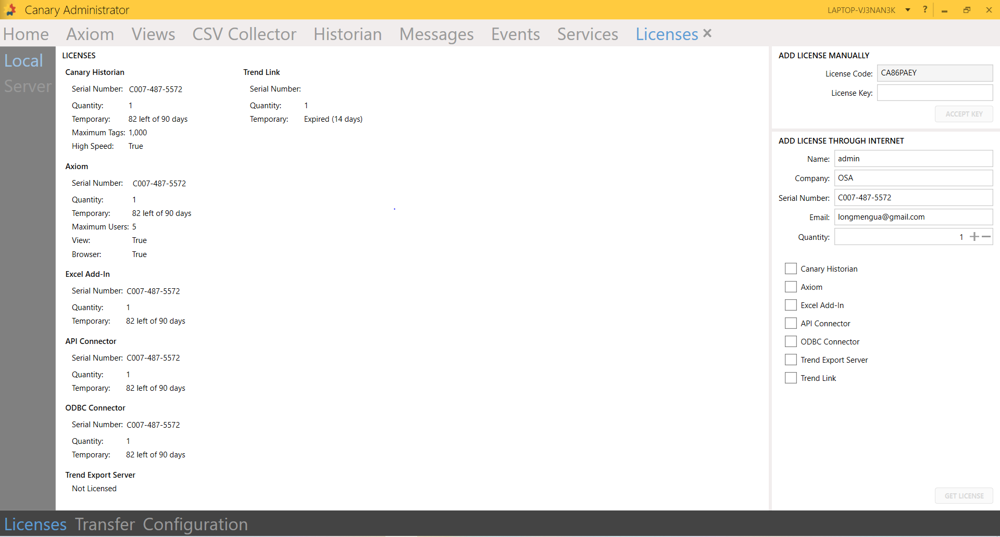 Canary Administrator
LAPTOP-VJ3NAN3K ?
Home Axiom Views CSV Collector Historian Messages Events Services Licenses
Local
Server
LICENSES
Canary Historian
Serial Number: C007-487-5572
Quantity: 1
Temporary: 82 left of 90 days
Maximum Tags: 1,000
High Speed: True
Axiom
Serial Number: C007-487-5572
Quantity: 1
Temporary: 82 left of 90 days
Maximum Users: 5
View: True
Browser: True
Excel Add-In
Serial Number: C007-487-5572
Quantity: 1
Temporary: 82 left of 90 days
API Connector
Serial Number: C007-487-5572
Quantity: 1
Temporary: 82 left of 90 days
ODBC Connector
Serial Number: C007-487-5572
Quantity: 1
Temporary: 82 left of 90 days
Trend Export Server
Not Licensed
Trend Link
Serial Number:
Quantity: 1
Temporary: Expired (14 days)
ADD LICENSE MANUALLY
License Code: CA86PAEY
License Key:
ACCEPT KEY
ADD LICENSE THROUGH INTERNET
Name: admin
Company: OSA
Serial Number: C007-487-5572
Email: longmengua@gmail.com
Quantity: 1
Canary Historian
Axiom
Excel Add-In
API Connector
ODBC Connector
Trend Export Server
Trend Link
GET LICENSE
Licenses Transfer Configuration